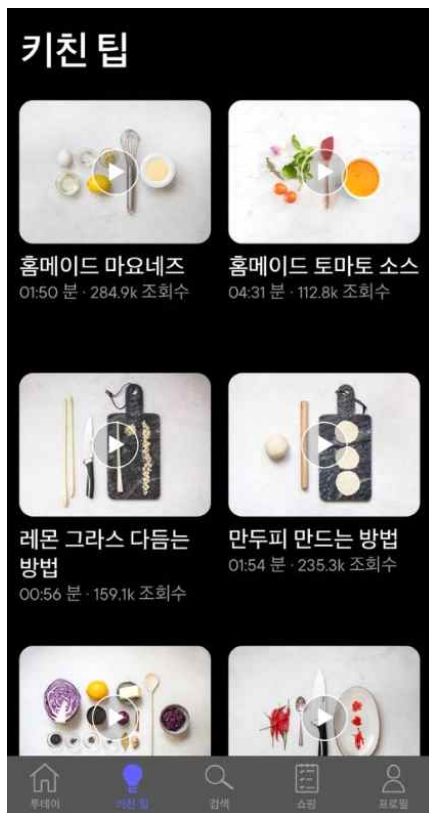 키친 팁
홈메이드 마요네즈
01:50 분 · 284.9k 조회수
홈메이드 토마토 소스
04:31 분 · 112.8k 조회수
레몬 그라스 다듬는
방법
00:56 분 · 159.1k 조회수
만두피 만드는 방법
01:54 분 · 235.3k 조회수
투데이
키친 팁
검색
쇼핑
프로필